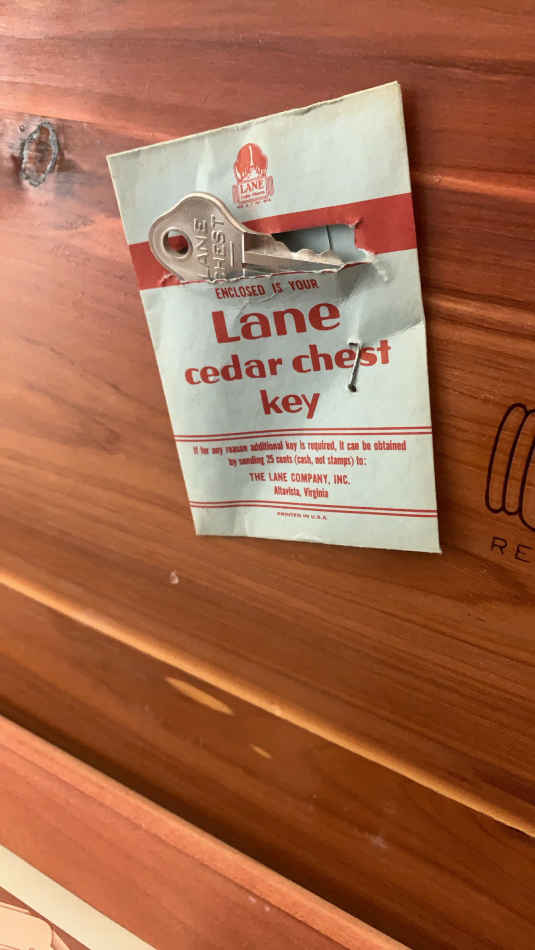 LANE
LANE
CHEST
ENCLOSED IS YOUR
Lane
cedar chest
key
If for any reason additional key is required, it can be obtained
by sending 25 cents (cash, not stamps) to:
THE LANE COMPANY, INC.
Altavista, Virginia
PRINTED IN U.S.A.
RE